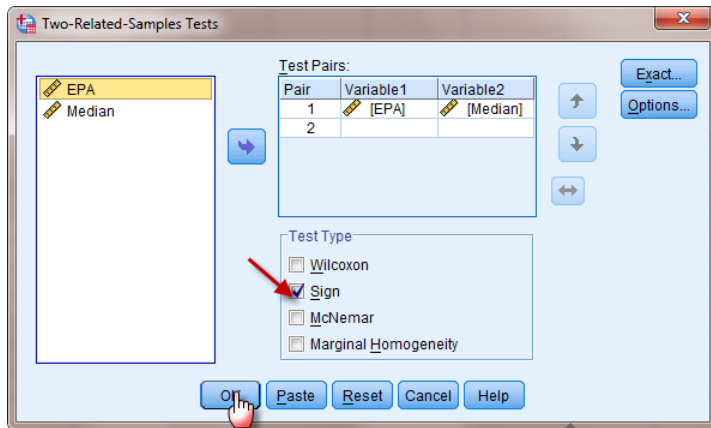 Two-Related-Samples Tests
EPA
Median
Test Pairs:
Pair Variable1 Variable2
1 [EPA] [Median]
2
Exact...
Options...
Test Type
Wilcoxon
Sign
McNemar
Marginal Homogeneity
OK Paste Reset Cancel Help